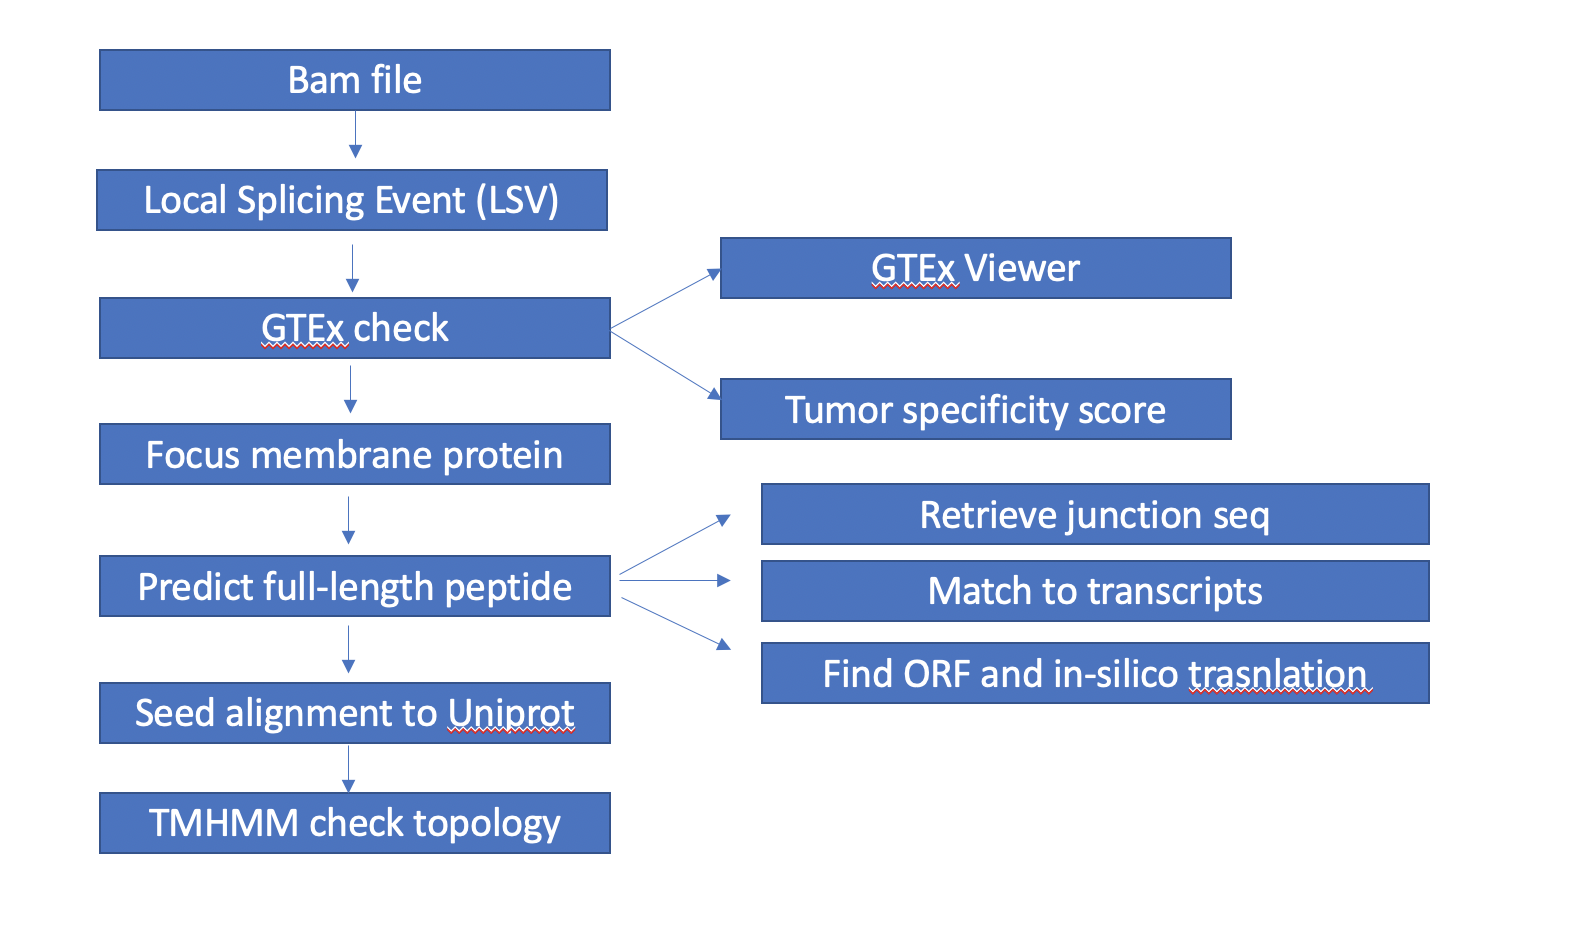 Bam file
Local Splicing Event (LSV)
GTEx Viewer
GTEx check
Tumor specificity score
Focus membrane protein
Retrieve junction seq
Predict full-length peptide
Match to transcripts
Find ORF and in-silico trasnlation
Seed alignment to Uniprot
TMHMM check topology